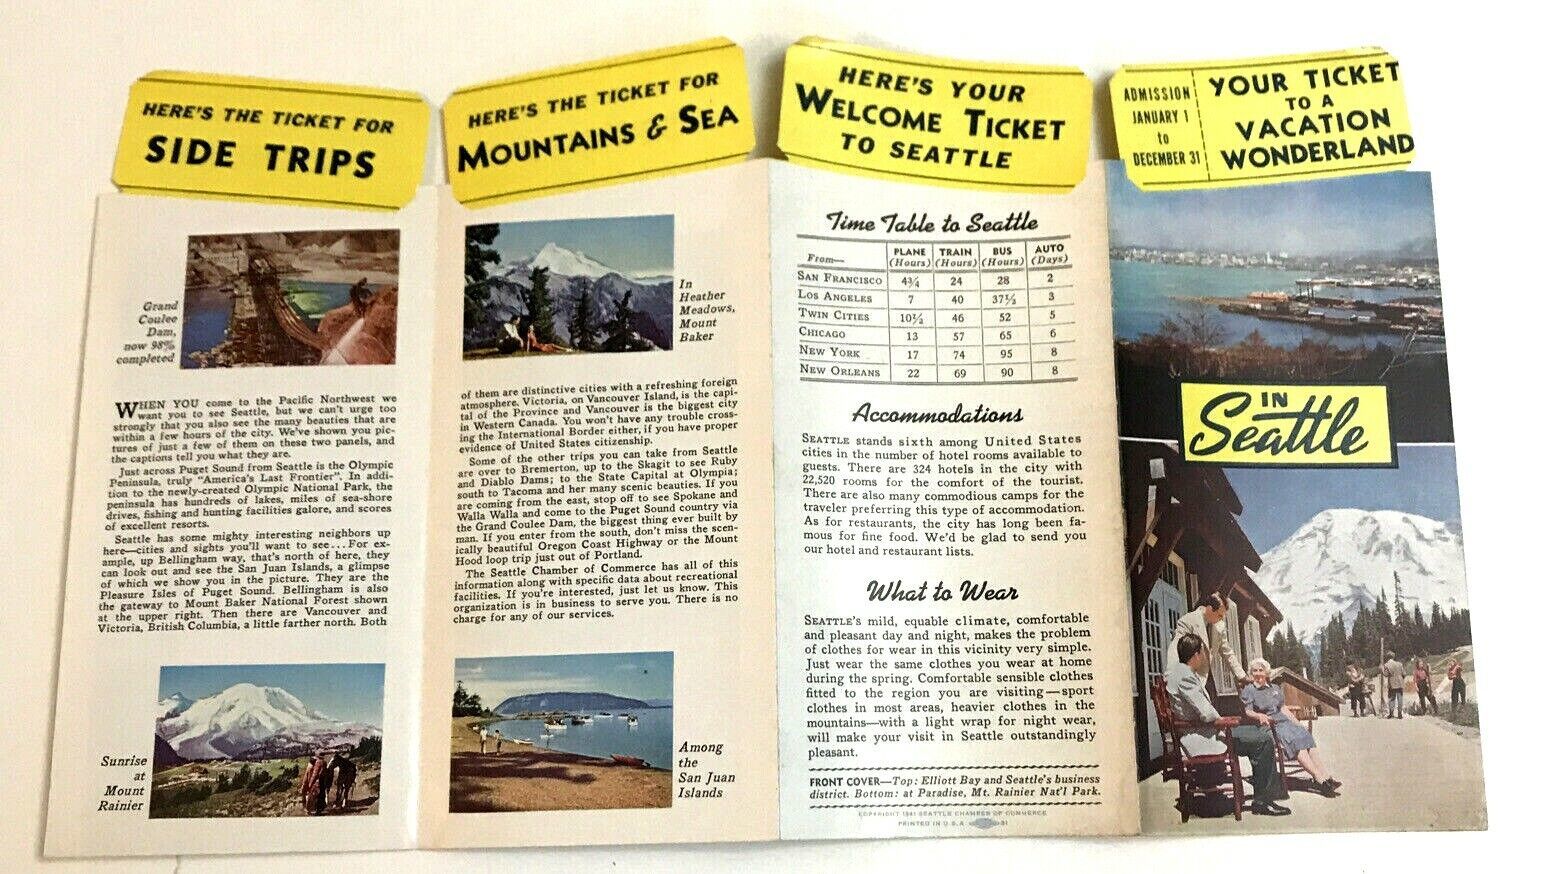 HERE'S THE TICKET FOR
SIDE TRIPS
Grand
Coulee
Dam,
now 98%
completed
WHEN YOU come to the Pacific Northwest we
want you to see Seattle, but we can't urge too
strongly that you also see the many beauties that are
within a few hours of the city. We've shown you pic-
tures of just a few of them on these two panels, and
the captions tell you what they are.
Just across Puget Sound from Seattle is the Olympic
Peninsula, truly "America's Last Frontier". In addi-
tion to the newly-created Olympic National Park, the
peninsula has hundreds of lakes, miles of sea-shore
drives, fishing and hunting facilities galore, and scores
of excellent resorts.
Seattle has some mighty interesting neighbors up
here—cities and sights you'll want to see...For ex-
ample, up Bellingham way, that's north of here, they
can look out and see the San Juan Islands, a glimpse
of which we show you in the picture. They are the
Pleasure Isles of Puget Sound. Bellingham is also
the gateway to Mount Baker National Forest shown
at the upper right. Then there are Vancouver and
Victoria, British Columbia, a little farther north. Both
Sunrise
at
Mount
Rainier
HERE'S THE TICKET FOR
MOUNTAINS & SEA
In
Heather
Meadows,
Mount
Baker
of them are distinctive cities with a refreshing foreign
atmosphere. Victoria, on Vancouver Island, is the capi-
tal of the Province and Vancouver is the biggest city
in Western Canada. You won't have any trouble cross-
ing the International Border either, if you have proper
evidence of United States citizenship.
Some of the other trips you can take from Seattle
are over to Bremerton, up to the Skagit to see Ruby
and Diablo Dams; to the State Capital at Olympia;
south to Tacoma and her many scenic beauties. If you
are coming from the east, stop off to see Spokane and
Walla Walla and come to the Puget Sound country via
the Grand Coulee Dam, the biggest thing ever built by
man. If you enter from the south, don't miss the scen-
ically beautiful Oregon Coast Highway or the Mount
Hood loop trip just out of Portland.
The Seattle Chamber of Commerce has all of this
information along with specific data about recreational
facilities. If you're interested, just let us know. This
organization is in business to serve you. There is no
charge for any of our services.
Among
the
San Juan
Islands
HERE'S YOUR
WELCOME TICKET
TO SEATTLE
Time Table to Seattle
From— PLANE (Hours) TRAIN (Hours) BUS (Hours) AUTO (Days)
SAN FRANCISCO 4¾ 24 28 2
LOS ANGELES 7 40 37½ 3
TWIN CITIES 10½ 46 52 5
CHICAGO 13 57 65 6
NEW YORK 17 74 95 8
NEW ORLEANS 22 69 90 8
Accommodations
SEATTLE stands sixth among United States
cities in the number of hotel rooms available to
guests. There are 324 hotels in the city with
22,520 rooms for the comfort of the tourist.
There are also many commodious camps for the
traveler preferring this type of accommodation.
As for restaurants, the city has long been fa-
mous for fine food. We'd be glad to send you
our hotel and restaurant lists.
What to Wear
SEATTLE'S mild, equable climate, comfortable
and pleasant day and night, makes the problem
of clothes for wear in this vicinity very simple.
Just wear the same clothes you wear at home
during the spring. Comfortable sensible clothes
fitted to the region you are visiting—sport
clothes in most areas, heavier clothes in the
mountains—with a light wrap for night wear,
will make your visit in Seattle outstandingly
pleasant.
FRONT COVER—Top: Elliott Bay and Seattle's business
district. Bottom: at Paradise, Mt. Rainier Nat'l Park.
COPYRIGHT 1941 SEATTLE CHAMBER OF COMMERCE
PRINTED IN U.S.A.
ADMISSION
JANUARY 1
to
DECEMBER 31
YOUR TICKET
TO A
VACATION
WONDERLAND
IN
Seattle